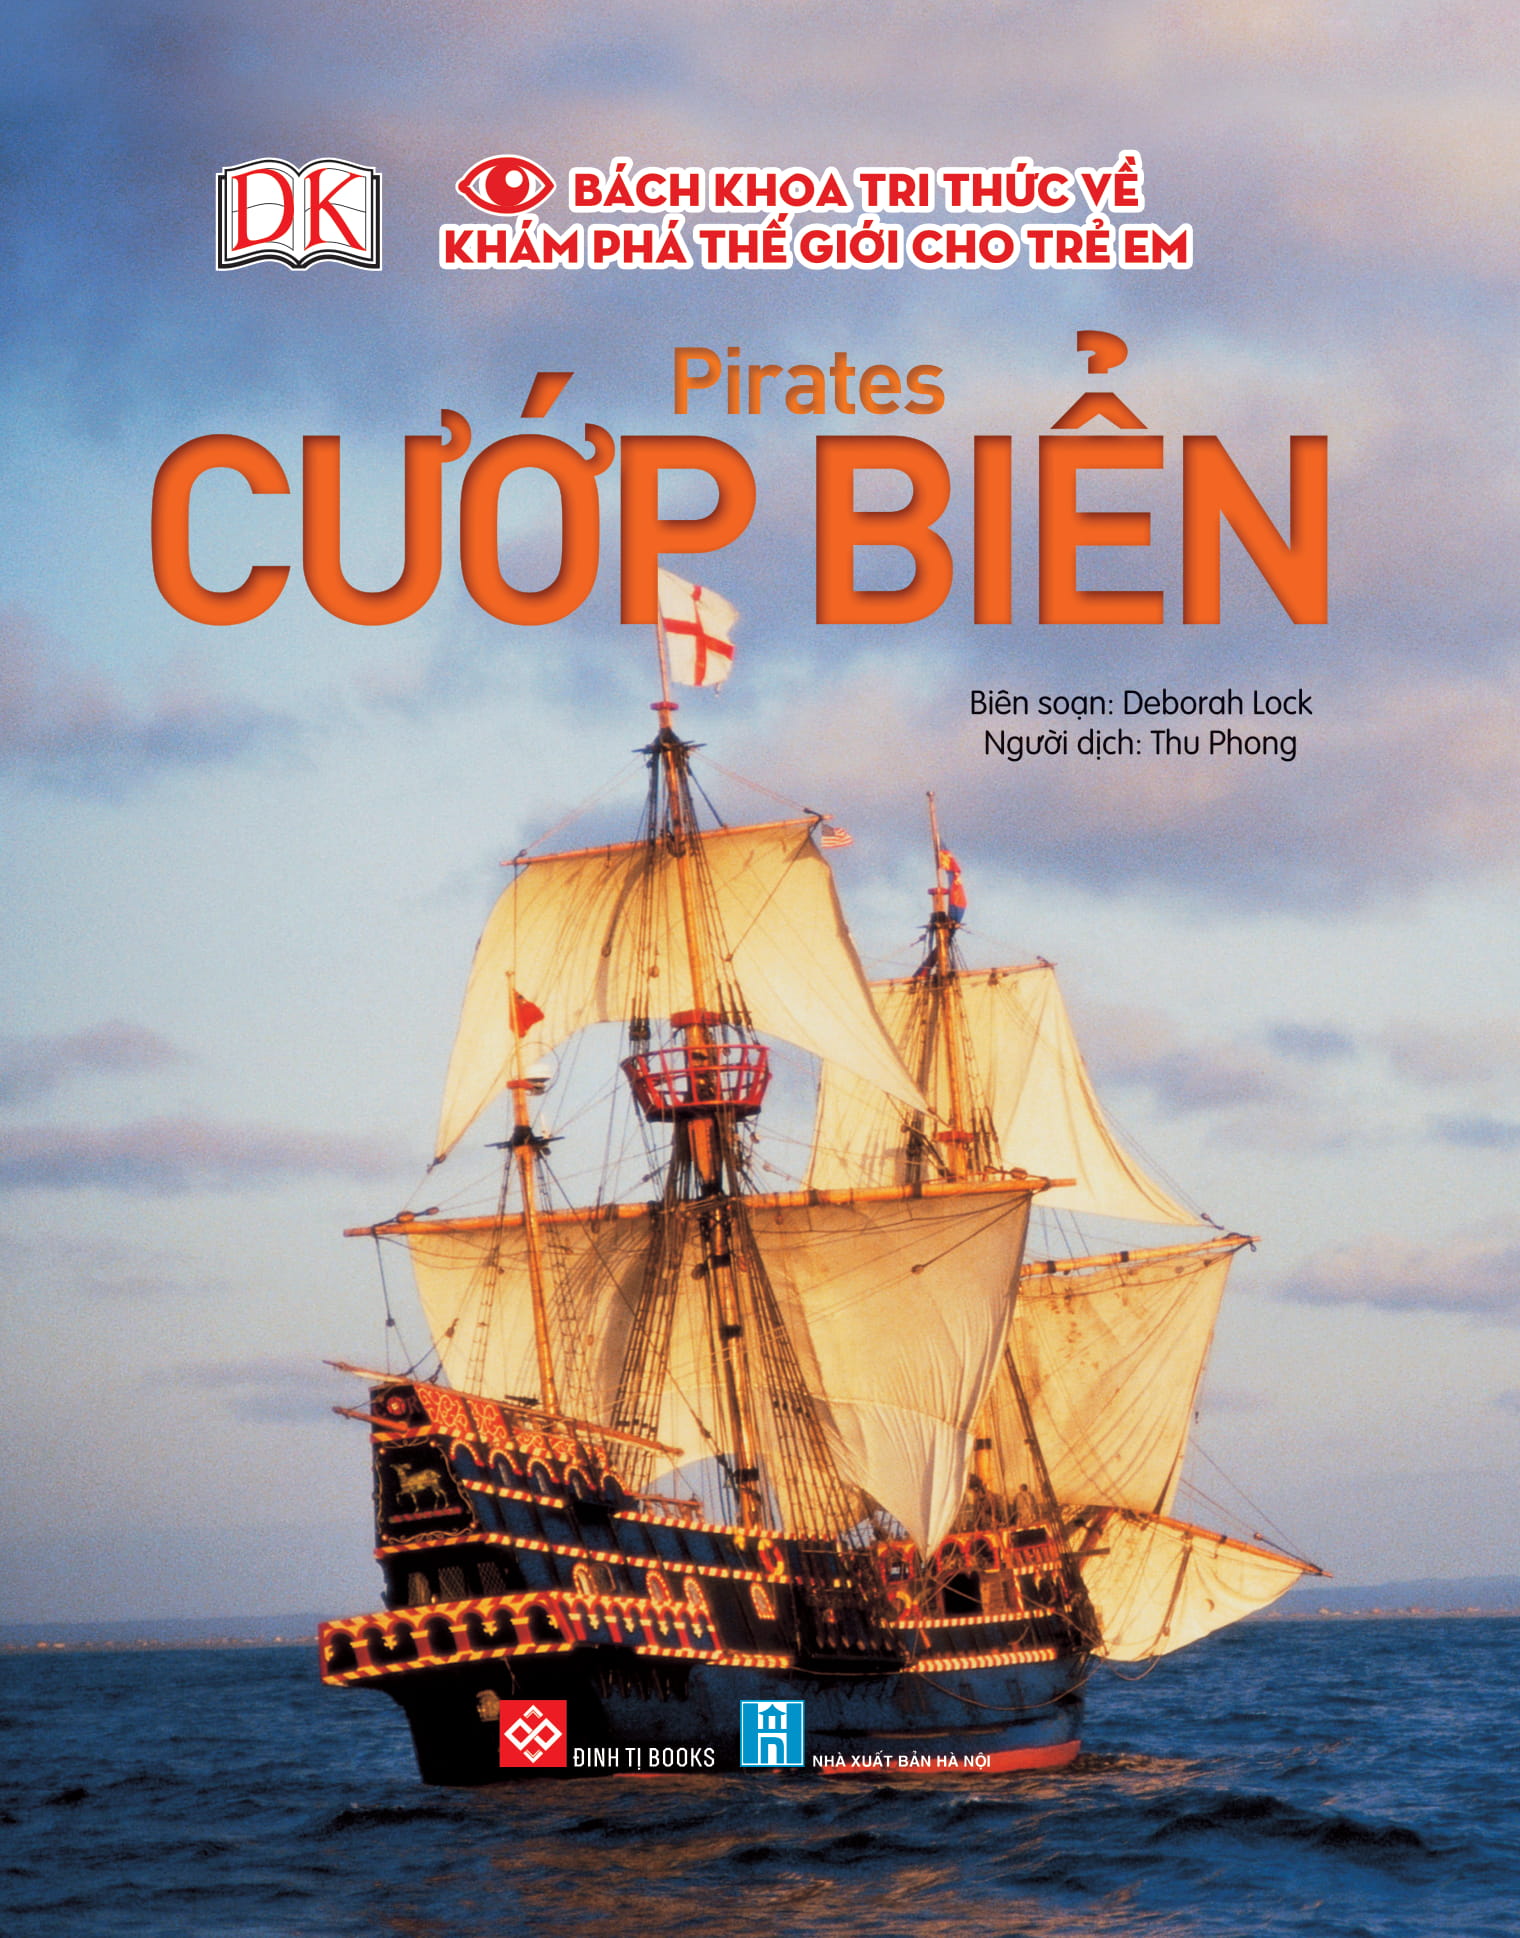 DK
BÁCH KHOA TRI THỨC VỀ
KHÁM PHÁ THẾ GIỚI CHO TRẺ EM
Pirates
CƯỚP BIỂN
Biên soạn: Deborah Lock
Người dịch: Thu Phong
ĐINH TỊ BOOKS
NHÀ XUẤT BẢN HÀ NỘI